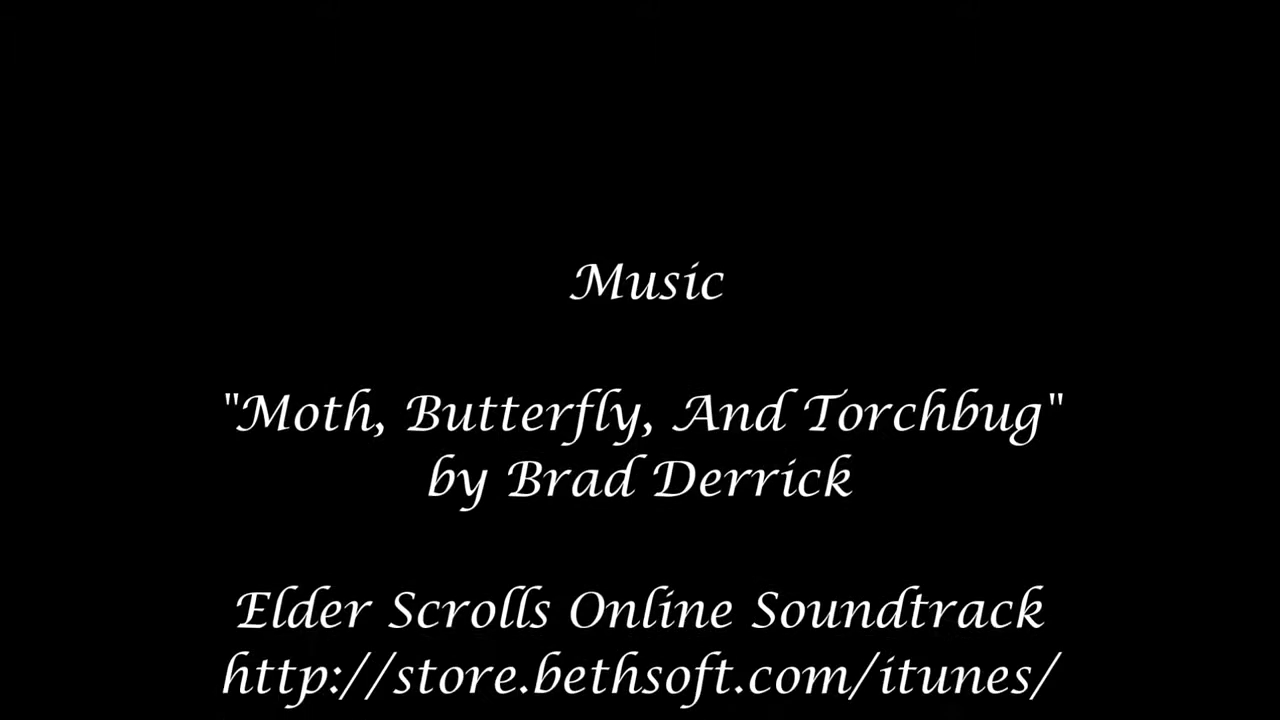 Music
"Moth, Butterfly, And Torchbug"
by Brad Derrick
Elder Scrolls Online Soundtrack
http://store.bethsoft.com/itunes/